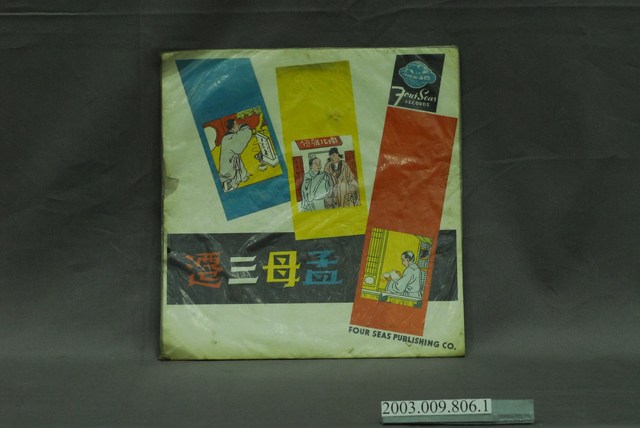 Four Seas
RECORDS
孟母三遷
FOUR SEAS PUBLISHING CO.
2003.009.806.1